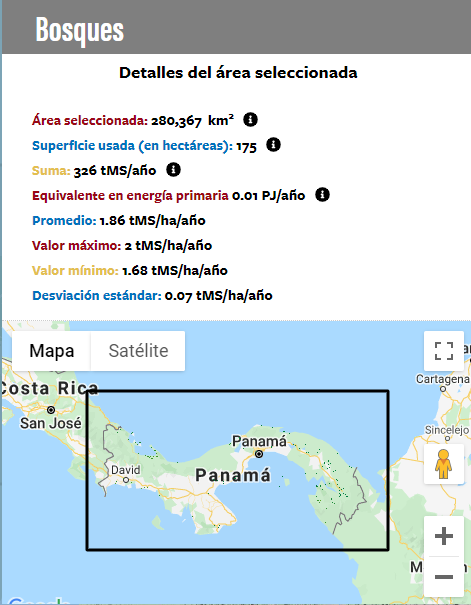 Bosques
Detalles del área seleccionada
Área seleccionada: 280,367 km²
Superficie usada (en hectáreas): 175
Suma: 326 tMS/año
Equivalente en energía primaria 0.01 PJ/año
Promedio: 1.86 tMS/ha/año
Valor máximo: 2 tMS/ha/año
Valor mínimo: 1.68 tMS/ha/año
Desviación estándar: 0.07 tMS/ha/año
Mapa
Satélite
Cartagena
Costa Rica
San José
Sincelejo
Panamá
David
Panamá